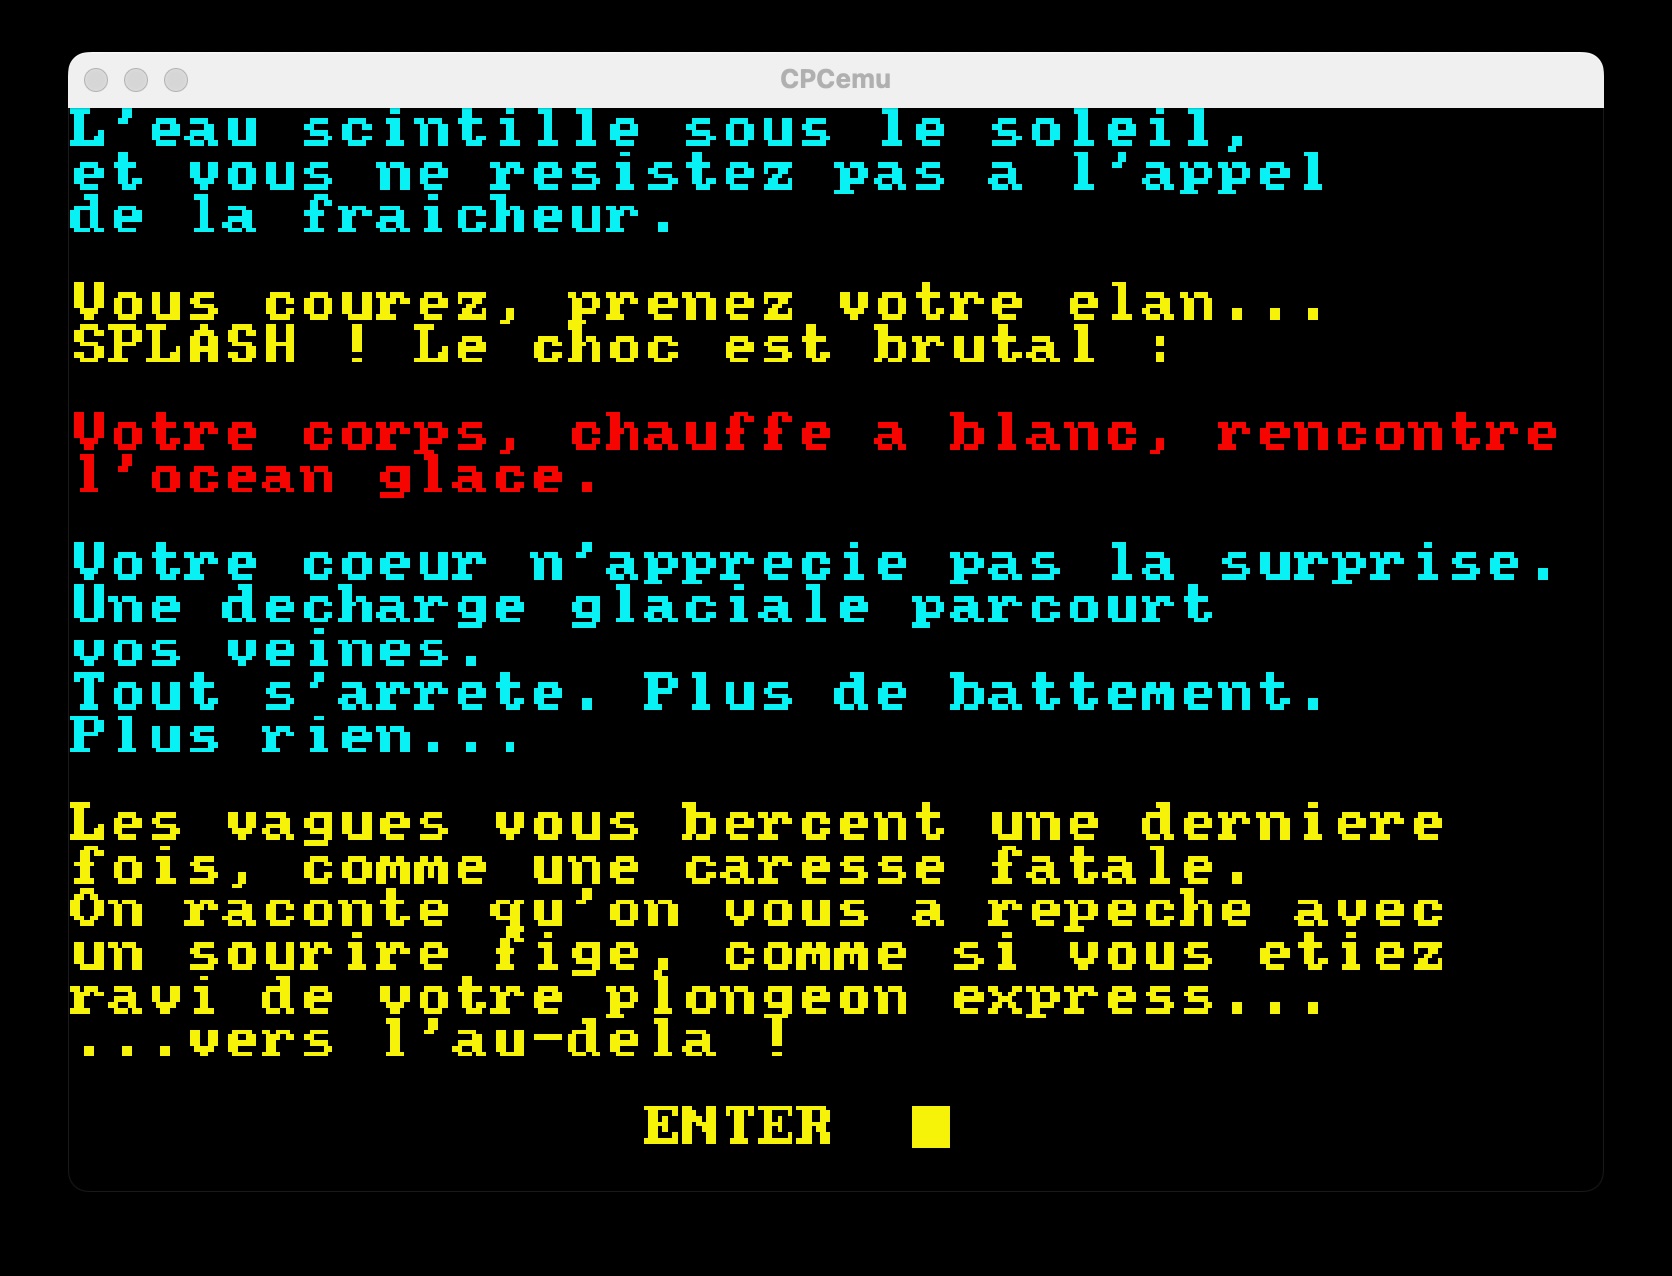 CPCemu
L'eau scintille sous le soleil,
et vous ne resistez pas a l'appel
de la fraicheur.
Vous courez, prenez votre elan...
SPLASH ! Le choc est brutal :
Votre corps, chauffe a blanc, rencontre
l'ocean glace.
Votre coeur n'apprecie pas la surprise.
Une decharge glaciale parcourt
vos veines.
Tout s'arrete. Plus de battement.
Plus rien...
Les vagues vous bercent une derniere
fois, comme une caresse fatale.
On raconte qu'on vous a repeche avec
un sourire fige, comme si vous etiez
ravi de votre plongeon express...
...vers l'au-dela !
ENTER